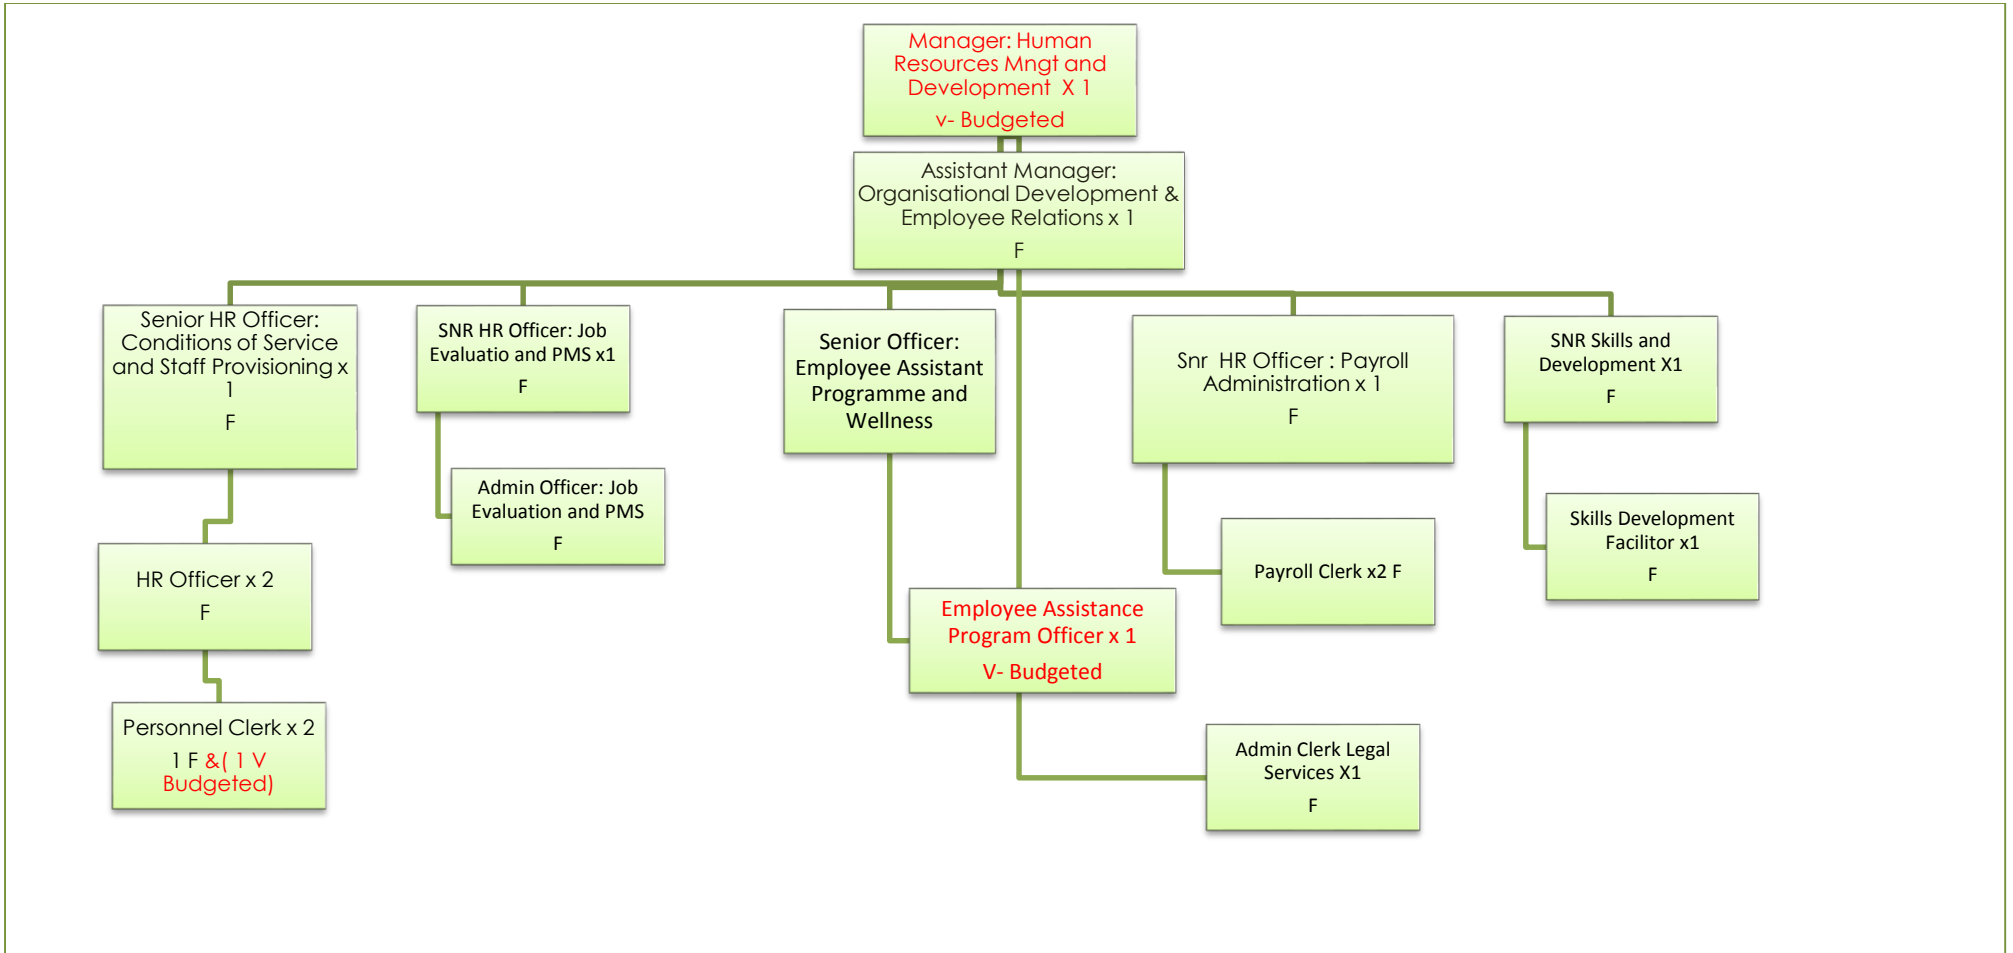 Manager: Human
Resources Mngt and
Development X 1
v- Budgeted
Assistant Manager:
Organisational Development &
Employee Relations x 1
F
Senior HR Officer:
Conditions of Service
and Staff Provisioning x
1
F
SNR HR Officer: Job
Evaluatio and PMS x1
F
Senior Officer:
Employee Assistant
Programme and
Wellness
Snr HR Officer : Payroll
Administration x 1
F
SNR Skills and
Development X1
F
Admin Officer: Job
Evaluation and PMS
F
Skills Development
Facilitor x1
F
HR Officer x 2
F
Payroll Clerk x2 F
Employee Assistance
Program Officer x 1
V- Budgeted
Personnel Clerk x 2
1 F &( 1 V
Budgeted)
Admin Clerk Legal
Services X1
F